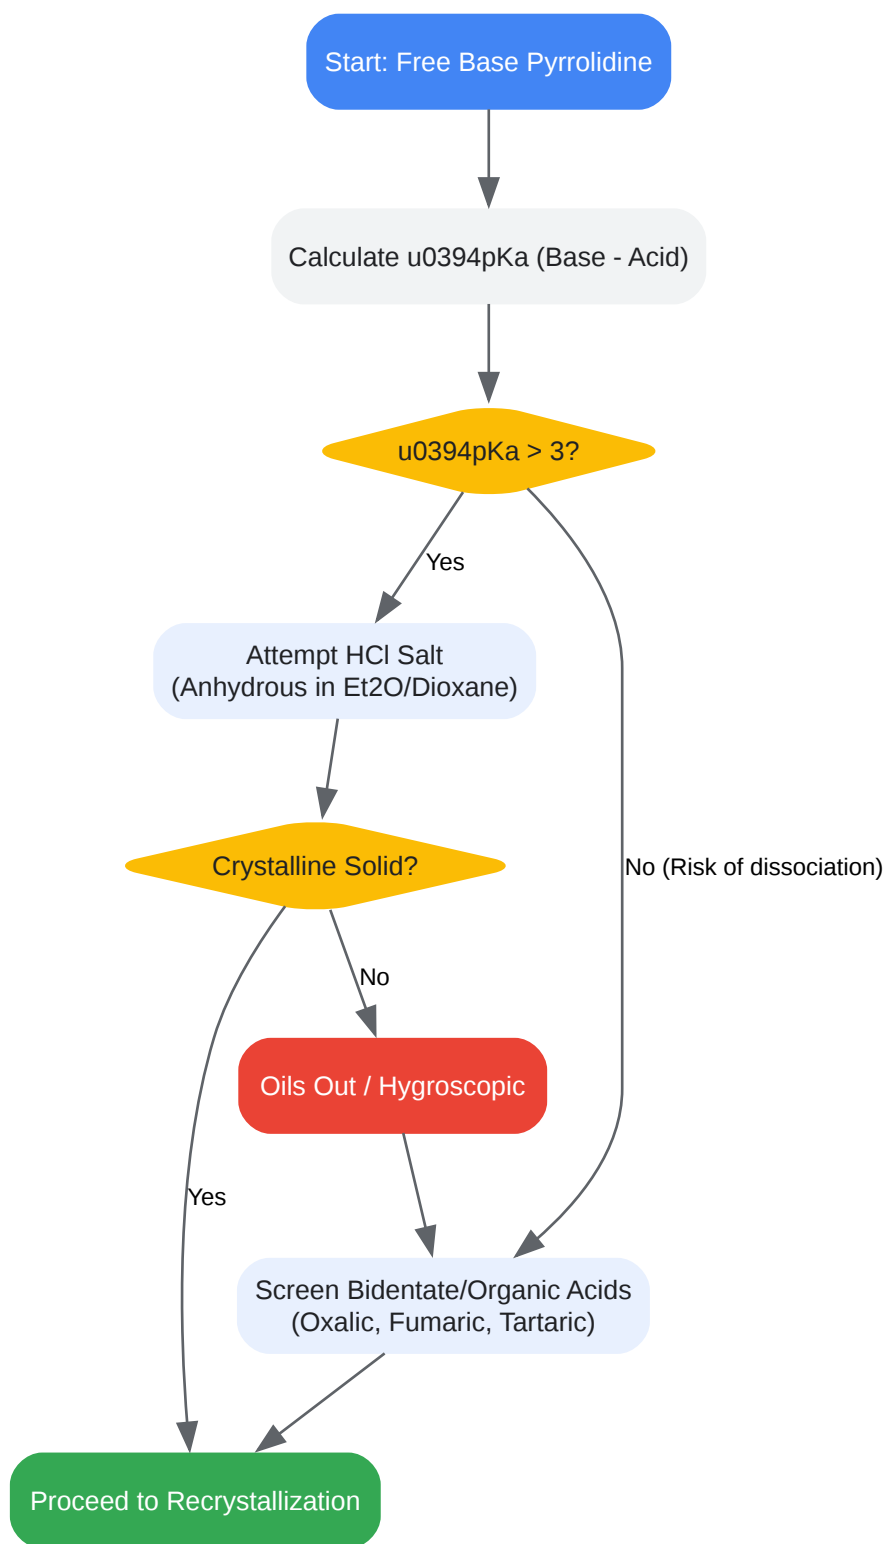 Start: Free Base Pyrrolidine
Calculate u0394pKa (Base - Acid)
u0394pKa > 3?
Yes
Attempt HCl Salt
(Anhydrous in Et2O/Dioxane)
Crystalline Solid?
No (Risk of dissociation)
No
Oils Out / Hygroscopic
Yes
Screen Bidentate/Organic Acids
(Oxalic, Fumaric, Tartaric)
Proceed to Recrystallization